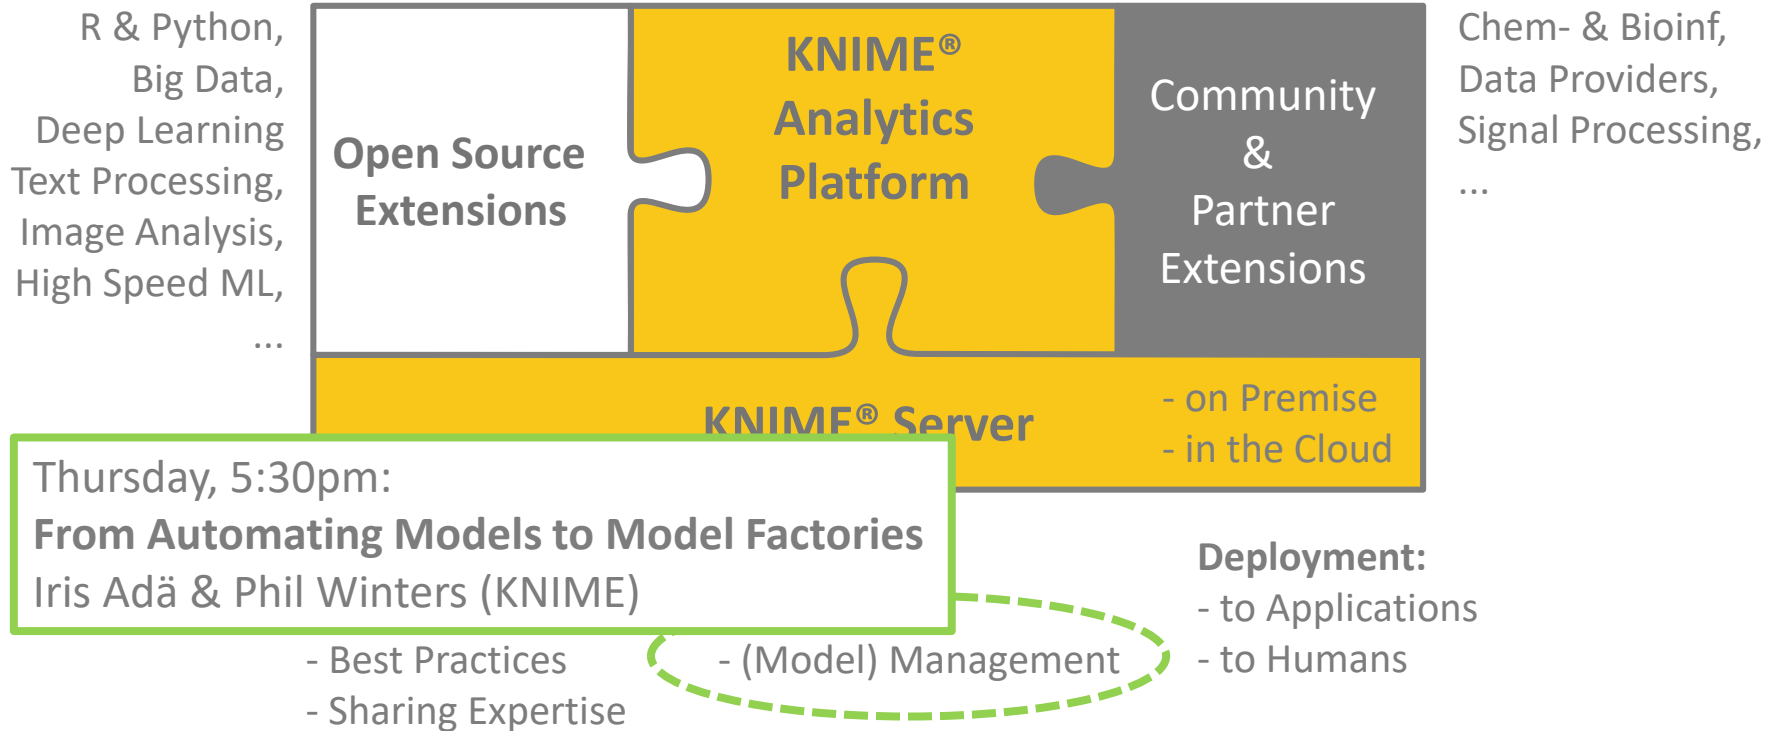 R & Python,
Big Data,
Deep Learning
Text Processing,
Image Analysis,
High Speed ML,
...
Open Source
Extensions
KNIME®
Analytics
Platform
Community
&
Partner
Extensions
Chem- & Bioinf,
Data Providers,
Signal Processing,
...
KNIME® Server
- on Premise
- in the Cloud
Thursday, 5:30pm:
From Automating Models to Model Factories
Iris Adä & Phil Winters (KNIME)
- Best Practices
- Sharing Expertise
- (Model) Management
Deployment:
- to Applications
- to Humans